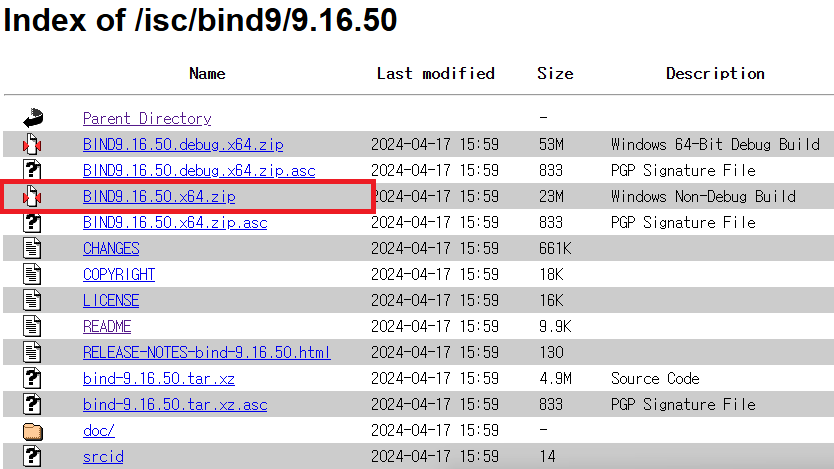 Index of /isc/bind9/9.16.50
Name Last modified Size Description
Parent Directory -
BIND9.16.50.debug.x64.zip 2024-04-17 15:59 53M Windows 64-Bit Debug Build
BIND9.16.50.debug.x64.zip.asc 2024-04-17 15:59 833 PGP Signature File
BIND9.16.50.x64.zip 2024-04-17 15:59 23M Windows Non-Debug Build
BIND9.16.50.x64.zip.asc 2024-04-17 15:59 833 PGP Signature File
CHANGES 2024-04-17 15:59 661K
COPYRIGHT 2024-04-17 15:59 18K
LICENSE 2024-04-17 15:59 16K
README 2024-04-17 15:59 9.9K
RELEASE-NOTES-bind-9.16.50.html 2024-04-17 15:59 130
bind-9.16.50.tar.xz 2024-04-17 15:59 4.9M Source Code
bind-9.16.50.tar.xz.asc 2024-04-17 15:59 833 PGP Signature File
doc/ 2024-04-17 15:59 -
srcid 2024-04-17 15:59 14